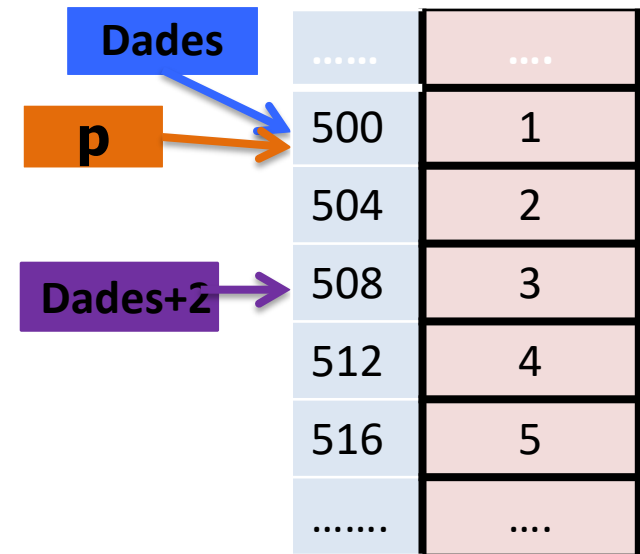 Dades
...... ....
p
500 1
504 2
Dades+2
508 3
512 4
516 5
....... ....